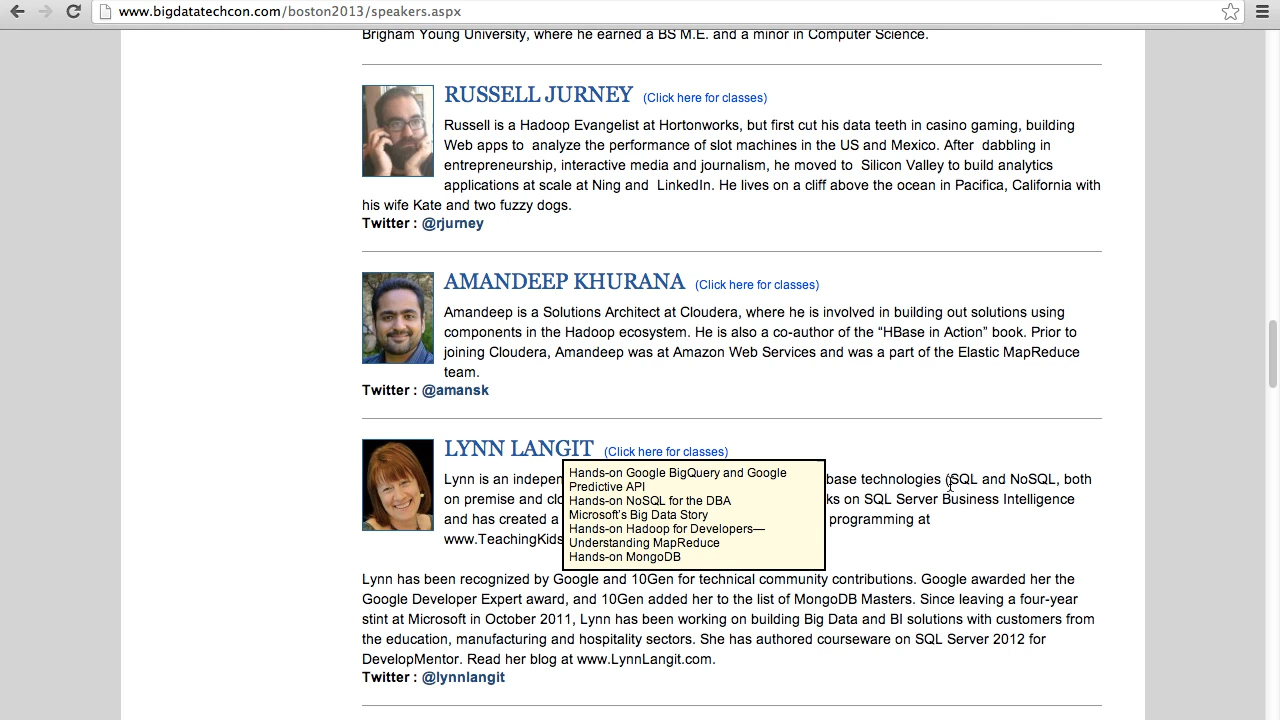 www.bigdatatechcon.com/boston2013/speakers.aspx
Brigham Young University, where he earned a BS M.E. and a minor in Computer Science.
RUSSELL JURNEY (Click here for classes)
Russell is a Hadoop Evangelist at Hortonworks, but first cut his data teeth in casino gaming, building
Web apps to analyze the performance of slot machines in the US and Mexico. After dabbling in
entrepreneurship, interactive media and journalism, he moved to Silicon Valley to build analytics
applications at scale at Ning and LinkedIn. He lives on a cliff above the ocean in Pacifica, California with
his wife Kate and two fuzzy dogs.
Twitter : @rjurney
AMANDEEP KHURANA (Click here for classes)
Amandeep is a Solutions Architect at Cloudera, where he is involved in building out solutions using
components in the Hadoop ecosystem. He is also a co-author of the “HBase in Action” book. Prior to
joining Cloudera, Amandeep was at Amazon Web Services and was a part of the Elastic MapReduce
team.
Twitter : @amansk
LYNN LANGIT (Click here for classes)
Lynn is an indepen
base technologies (SQL and NoSQL, both
on premise and clo
ks on SQL Server Business Intelligence
and has created a
programming at
www.TeachingKids
Hands-on Google BigQuery and Google
Predictive API
Hands-on NoSQL for the DBA
Microsoft's Big Data Story
Hands-on Hadoop for Developers—
Understanding MapReduce
Hands-on MongoDB
Lynn has been recognized by Google and 10Gen for technical community contributions. Google awarded her the
Google Developer Expert award, and 10Gen added her to the list of MongoDB Masters. Since leaving a four-year
stint at Microsoft in October 2011, Lynn has been working on building Big Data and BI solutions with customers from
the education, manufacturing and hospitality sectors. She has authored courseware on SQL Server 2012 for
DevelopMentor. Read her blog at www.LynnLangit.com.
Twitter : @lynnlangit